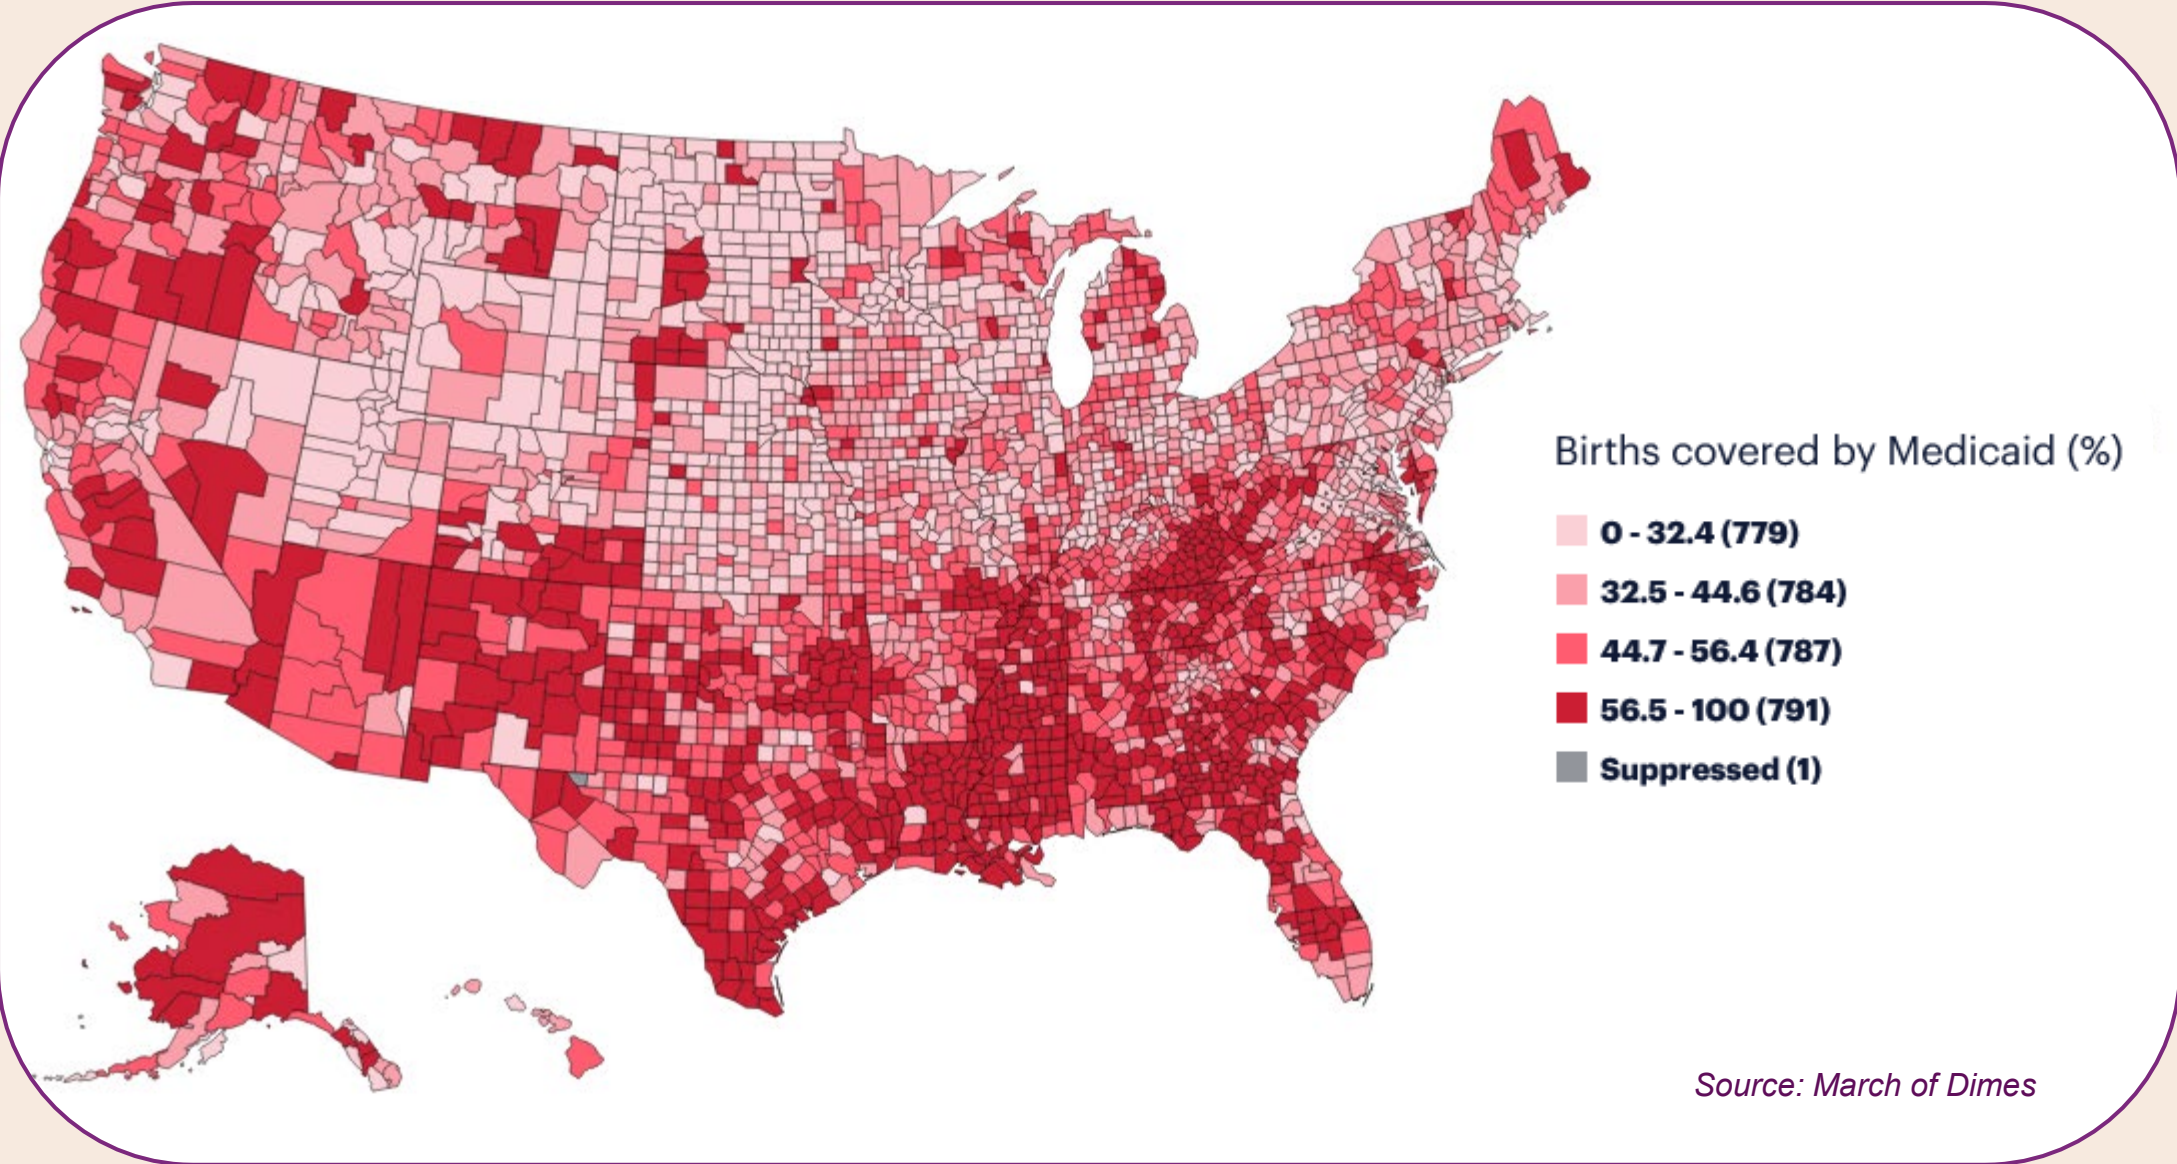 Births covered by Medicaid (%)
0 - 32.4 (779)
32.5 - 44.6 (784)
44.7 - 56.4 (787)
56.5 - 100 (791)
Suppressed (1)
Source: March of Dimes